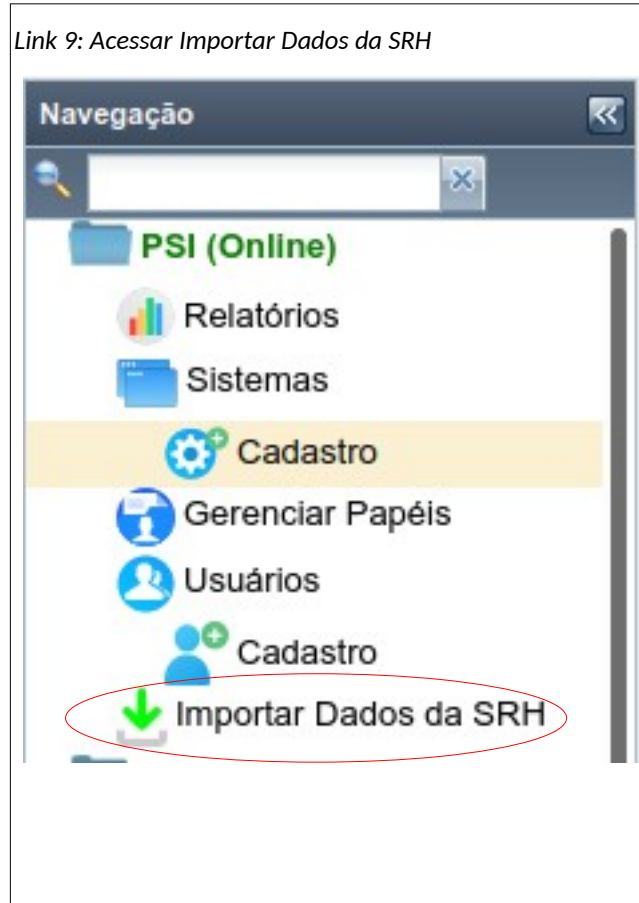 Link 9: Acessar Importar Dados da SRH
Navegação
PSI (Online)
Relatórios
Sistemas
Cadastro
Gerenciar Papéis
Usuários
Cadastro
Importar Dados da SRH